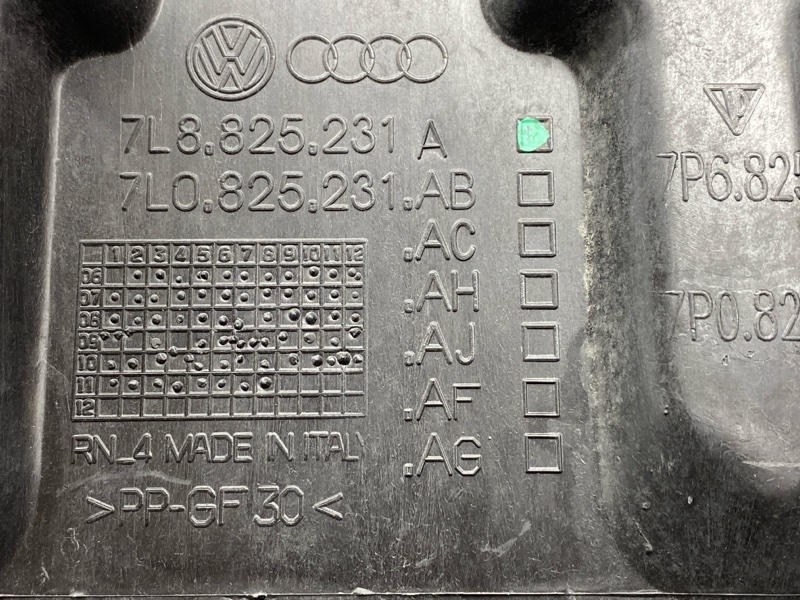 VW
7L8.825.231 A
7L0.825.231.AB
.AC
.AH
.AJ
.AF
.AG
1 2 3 4 5 6 7 8 9 10 11 12
06
07
08
09
10
11
12
RN_4 MADE IN ITALY
>PP-GF30<
7P6.825
7P0.82